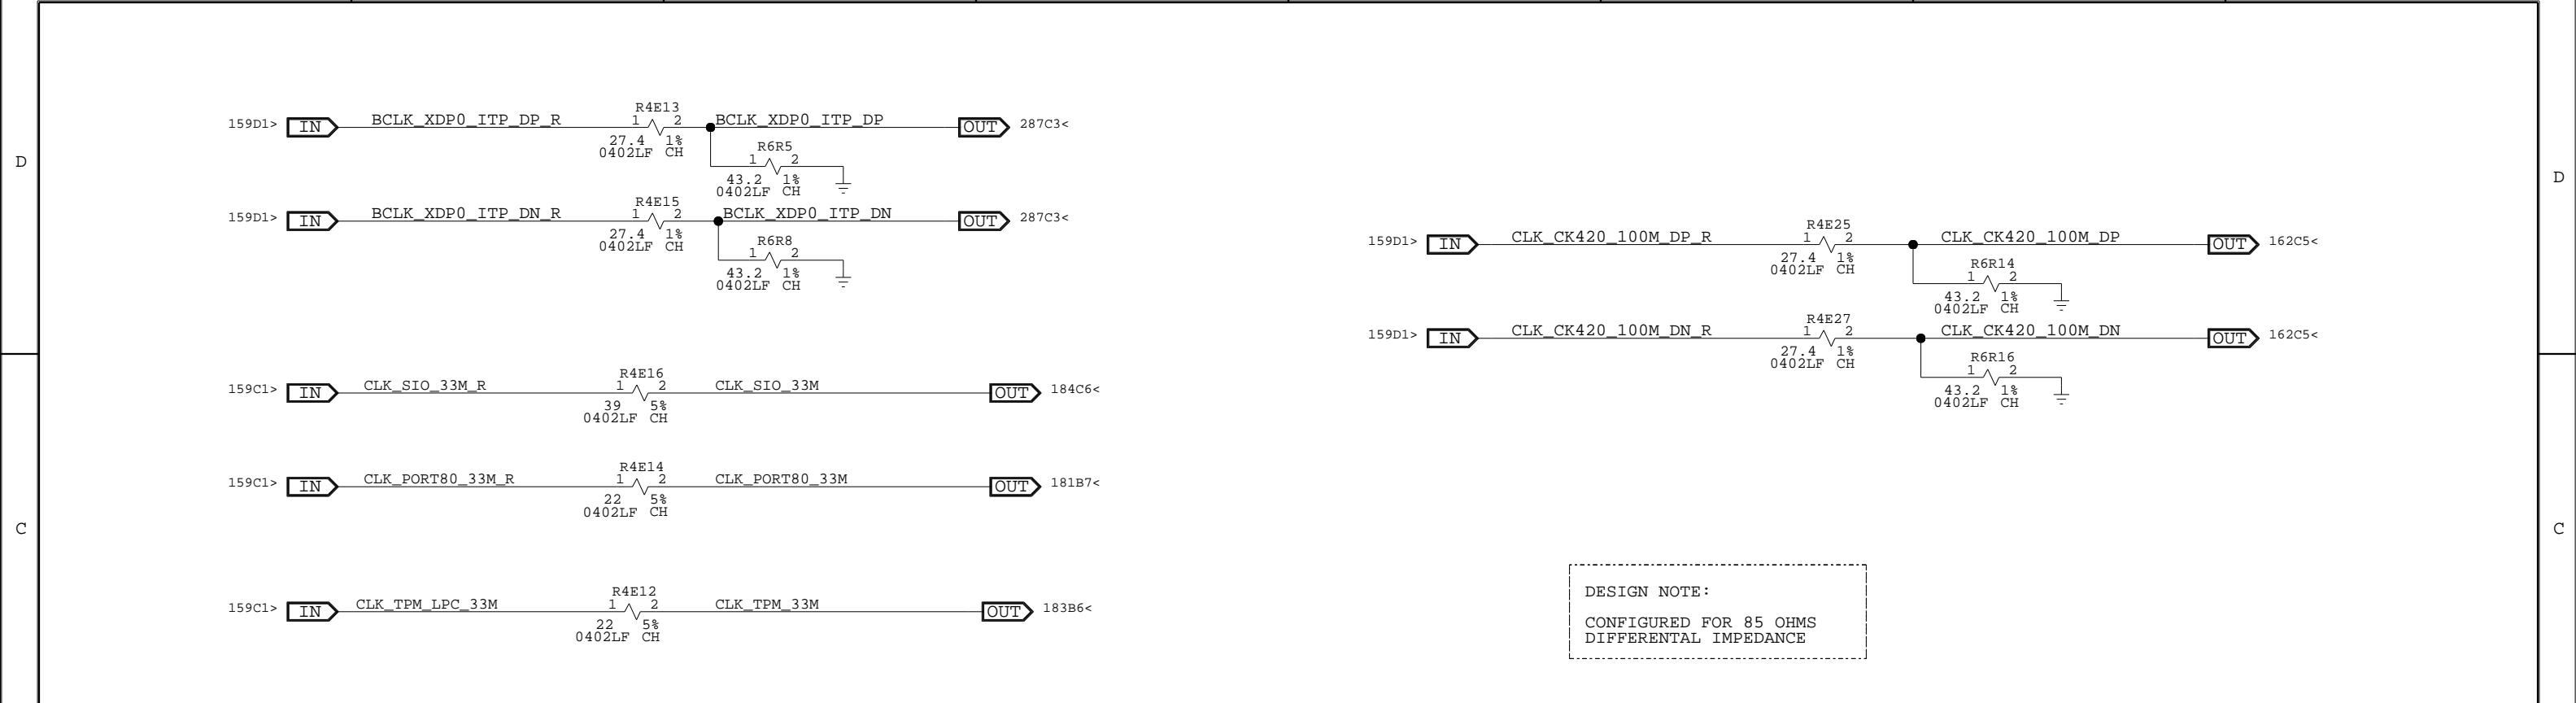 R4E13
159D1> IN BCLK_XDP0_ITP_DP_R 1 2 BCLK_XDP0_ITP_DP OUT 287C3<
27.4 1%
0402LF CH
R6R5
1 2
43.2 1%
0402LF CH
D
R4E15
159D1> IN BCLK_XDP0_ITP_DN_R 1 2 BCLK_XDP0_ITP_DN OUT 287C3<
27.4 1%
0402LF CH
R6R8
1 2
43.2 1%
0402LF CH
R4E16
159C1> IN CLK_SIO_33M_R 1 2 CLK_SIO_33M OUT 184C6<
39 5%
0402LF CH
R4E14
159C1> IN CLK_PORT80_33M_R 1 2 CLK_PORT80_33M OUT 181B7<
22 5%
0402LF CH
C
R4E12
159C1> IN CLK_TPM_LPC_33M 1 2 CLK_TPM_33M OUT 183B6<
22 5%
0402LF CH
D
R4E25
159D1> IN CLK_CK420_100M_DP_R 1 2 CLK_CK420_100M_DP OUT 162C5<
27.4 1%
0402LF CH
R6R14
1 2
43.2 1%
0402LF CH
R4E27
159D1> IN CLK_CK420_100M_DN_R 1 2 CLK_CK420_100M_DN OUT 162C5<
27.4 1%
0402LF CH
R6R16
1 2
43.2 1%
0402LF CH
C
DESIGN NOTE:
CONFIGURED FOR 85 OHMS
DIFFERENTAL IMPEDANCE